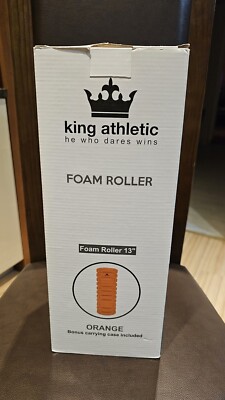 king athletic
he who dares wins
FOAM ROLLER
Foam Roller 13"
ORANGE
Bonus carrying case included